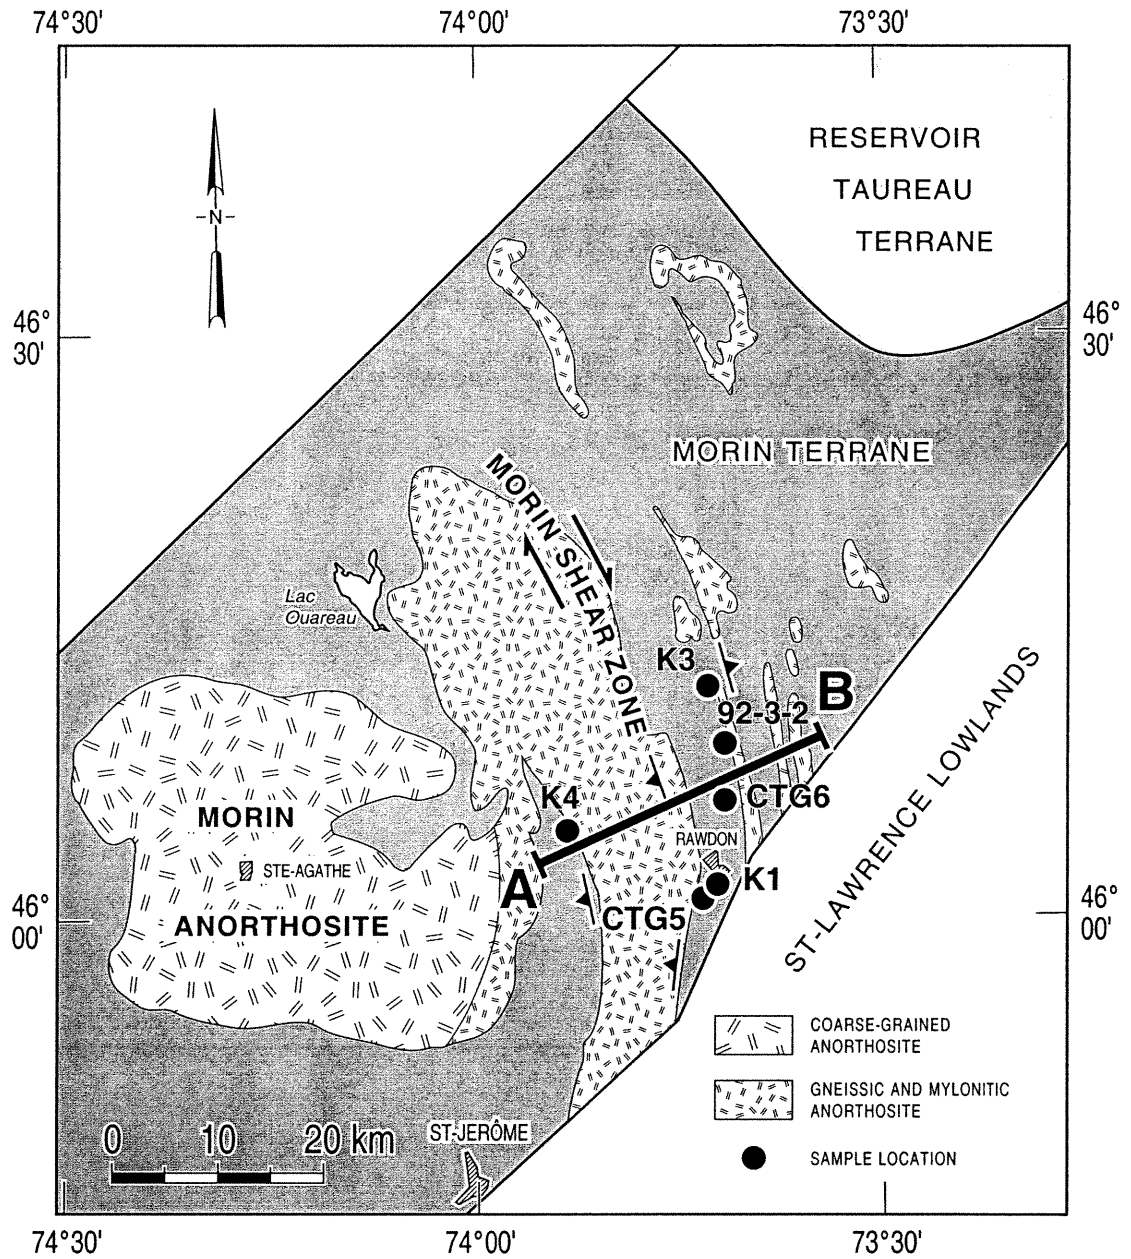 74°30' 74°00' 73°30'
RESERVOIR
TAUREAU
TERRANE
-N-
46°
30'
46°
30'
MORIN TERRANE
MORIN SHEAR ZONE
Lac
Ouareau
K3
B
92-3-2
K4
CTG6
MORIN
RAWDON
STE-AGATHE
K1
A
ANORTHOSITE
CTG5
46°
00'
46°
00'
ST-LAWRENCE LOWLANDS
COARSE-GRAINED
ANORTHOSITE
GNEISSIC AND MYLONITIC
ANORTHOSITE
0 10 20 km
ST-JERÔME
SAMPLE LOCATION
74°30' 74°00' 73°30'